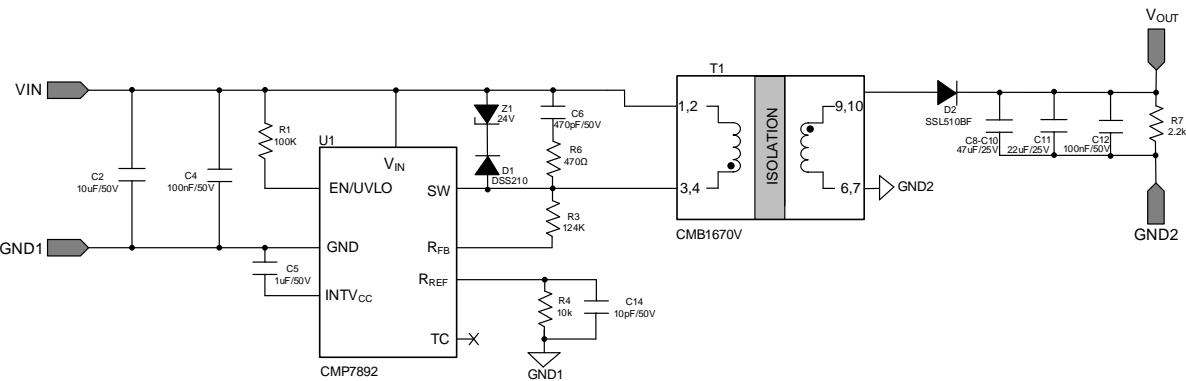 VIN
GND1
C2
10uF/50V
C4
100nF/50V
R1
100K
C5
1uF/50V
U1
VIN
EN/UVLO
SW
GND
RFB
RREF
INTVCC
TC
CMP7892
Z1
24V
D1
DSS210
C6
470pF/50V
R6
470Ω
R3
124K
R4
10k
C14
10pF/50V
GND1
T1
1,2
3,4
ISOLATION
9,10
6,7
CMB1670V
GND2
D2
SSL510BF
C8-C10
47uF/25V
C11
22uF/25V
C12
100nF/50V
R7
2.2k
VOUT
GND2